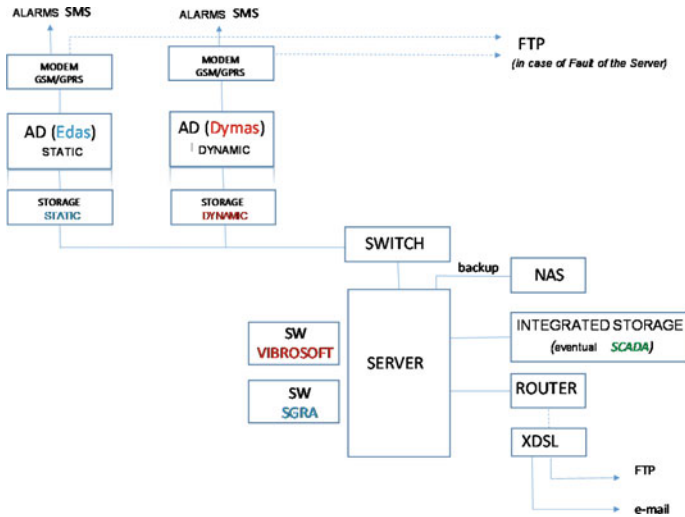 ALARMS SMS
ALARMS SMS
FTP
(in case of Fault of the Server)
MODEM
GSM/GPRS
MODEM
GSM/GPRS
AD (Edas)
STATIC
AD (Dymas)
DYNAMIC
STORAGE
STATIC
STORAGE
DYNAMIC
SWITCH
backup
NAS
SW
VIBROSOFT
SERVER
INTEGRATED STORAGE
(eventual SCADA)
SW
SGRA
ROUTER
XDSL
FTP
e-mail